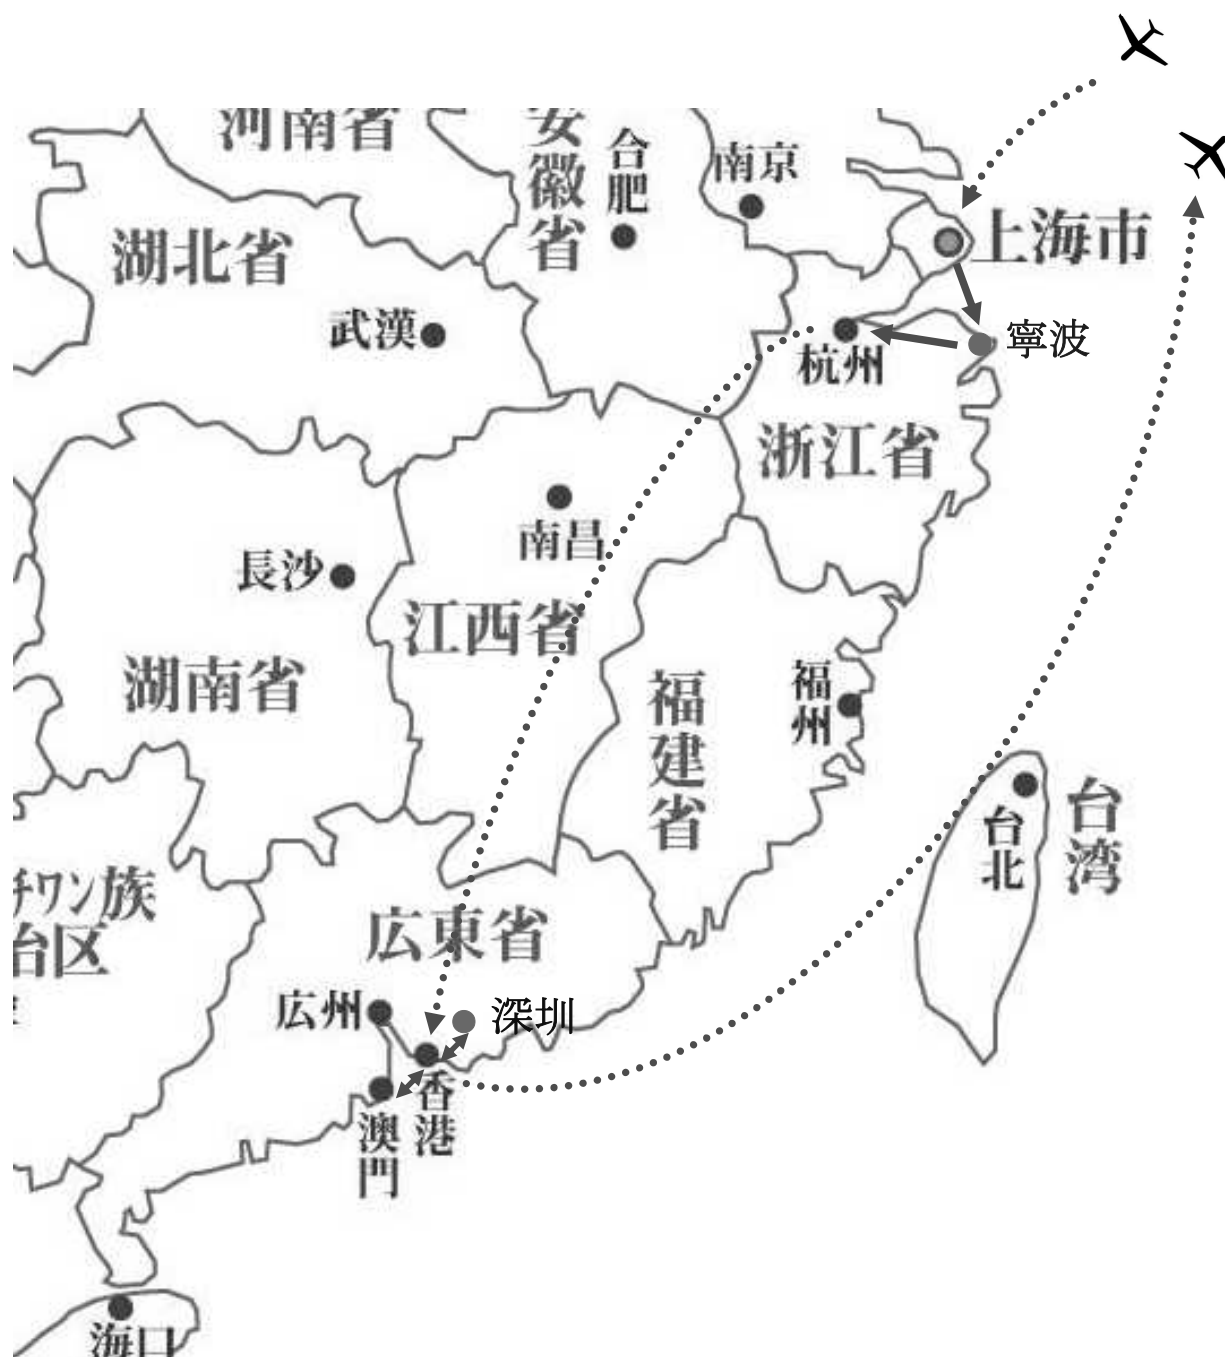 河南省
安徽省
合肥
南京
湖北省
上海市
武漢
寧波
杭州
浙江省
南昌
長沙
江西省
湖南省
福建省
福州
台湾
台北
チワン族
治区
広東省
広州
深圳
香港
澳門
海口